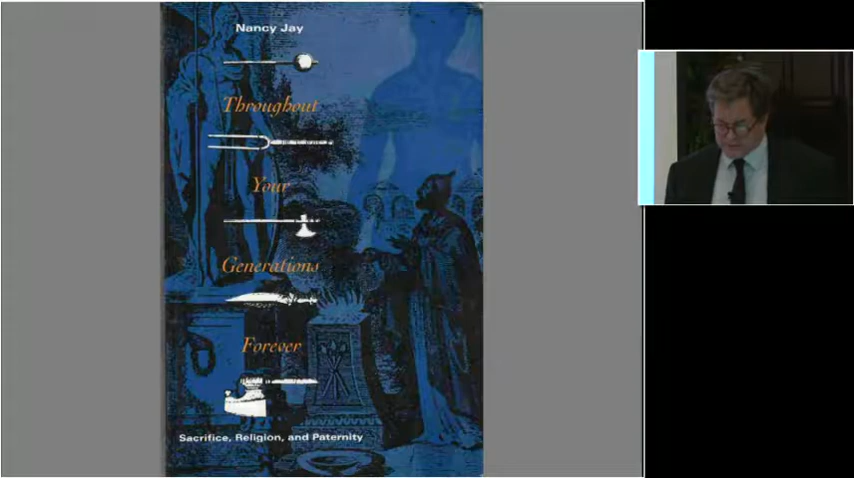 Nancy Jay
Throughout
Your
Generations
Forever
Sacrifice, Religion, and Paternity